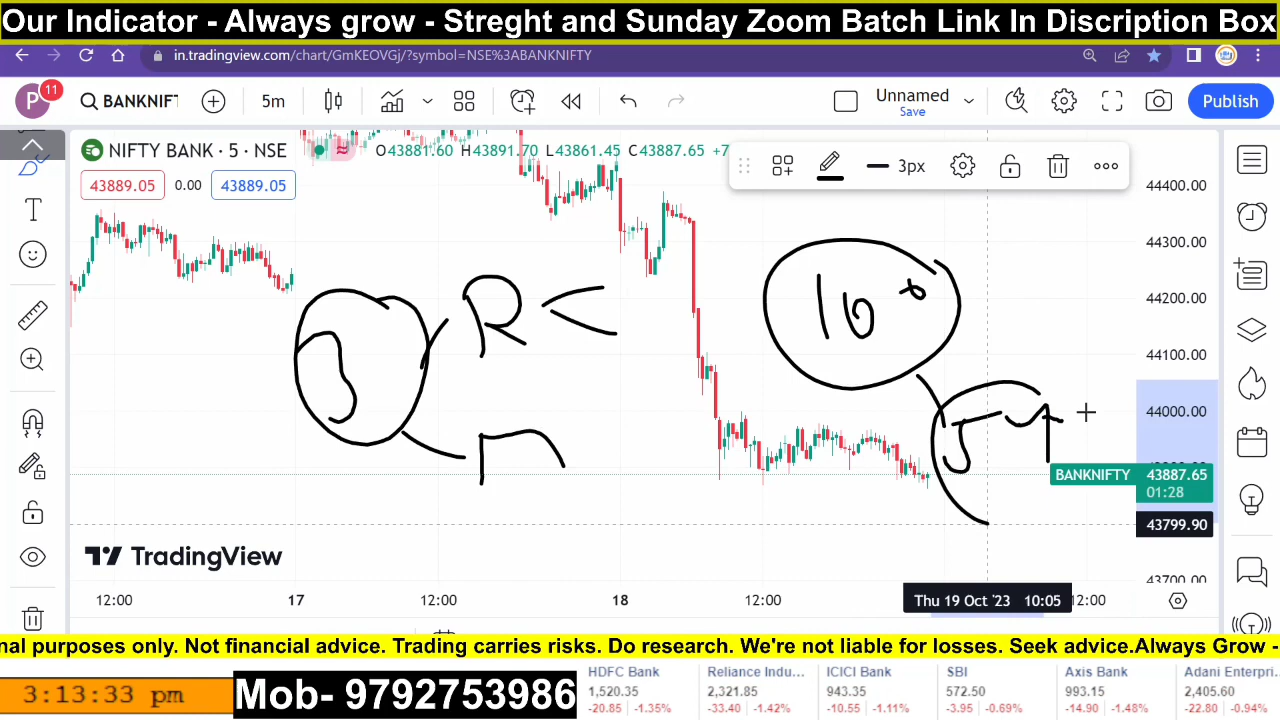 Our Indicator - Always grow - Streght and Sunday Zoom Batch Link In Discription Box
in.tradingview.com/chart/GmKEOVGj/?symbol=NSE%3ABANKNIFTY
P 11 BANKNIFT 5m Unnamed Save Publish
NIFTY BANK · 5 · NSE O43881.60 H43891.70 L43861.45 C43887.65 +7
3px
43889.05 0.00 43889.05
44400.00
44300.00
44200.00
44100.00
44000.00
R
10
BANKNIFTY 43887.65
01:28
43799.90
TradingView
43700.00
12:00 17 12:00 18 12:00 Thu 19 Oct '23 10:05 12:00
nal purposes only. Not financial advice. Trading carries risks. Do research. We're not liable for losses. Seek advice.Always Grow -
3:13:33 pm
Mob- 9792753986
HDFC Bank
1,520.35
-20.85 -1.35%
Reliance Indu...
2,321.85
-33.40 -1.42%
ICICI Bank
943.35
-10.55 -1.11%
SBI
572.50
-3.95 -0.69%
Axis Bank
993.15
-14.90 -1.48%
Adani Enterpri
2,405.60
-22.80 -0.94%